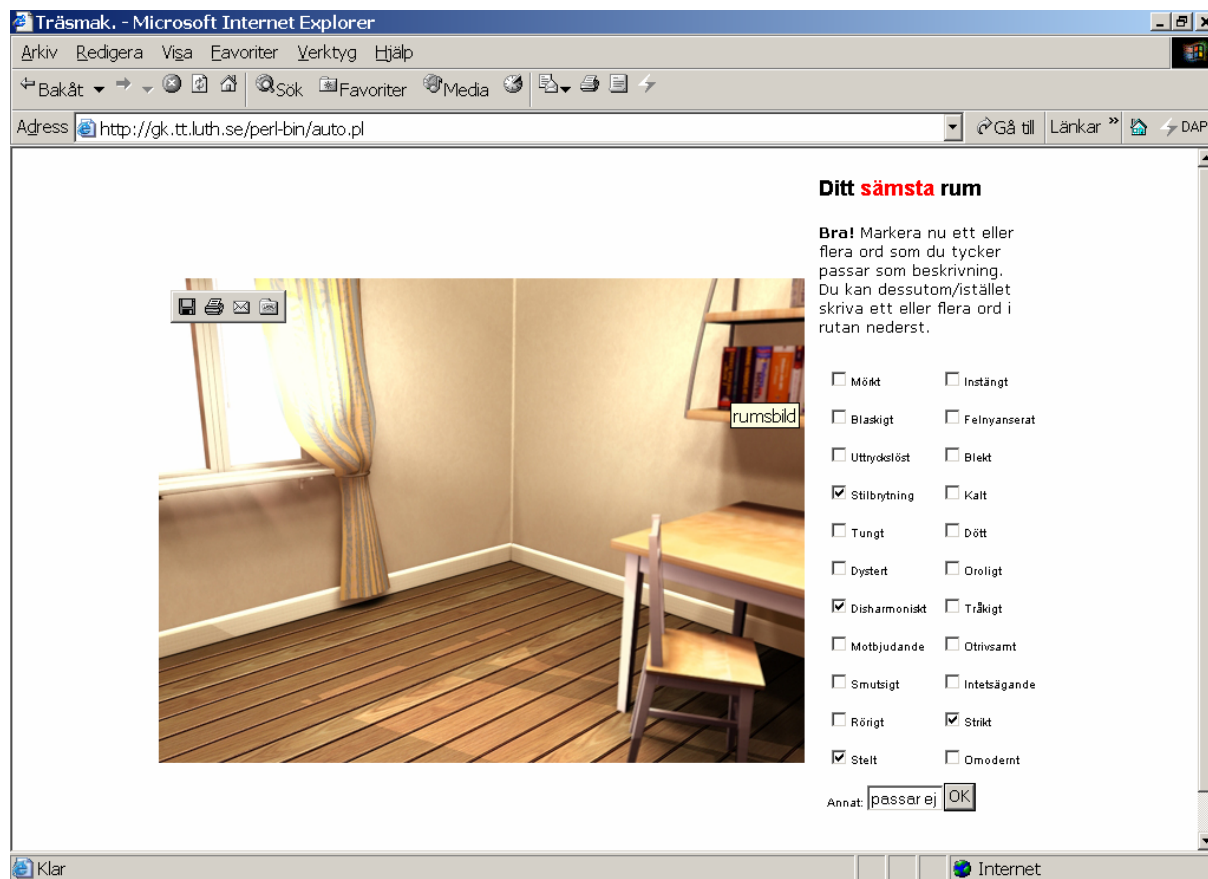 Träsmak. - Microsoft Internet Explorer
Arkiv Redigera Visa Favoriter Verktyg Hjälp
Bakåt Sök Favoriter Media
Adress http://gk.tt.luth.se/perl-bin/auto.pl Gå till Länkar » DAP
Ditt sämsta rum
Bra! Markera nu ett eller
flera ord som du tycker
passar som beskrivning.
Du kan dessutom/istället
skriva ett eller flera ord i
rutan nederst.
rumsbild
Mörkt Instängt
Blaskigt Felnyanserat
Uttryckslöst Blekt
Stilbrytning Kalt
Tungt Dött
Dystert Oroligt
Disharmoniskt Tråkigt
Motbjudande Otrivsamt
Smutsigt Intetsägande
Rörigt Strikt
Stelt Omodernt
Annat: passar ej OK
Klar Internet